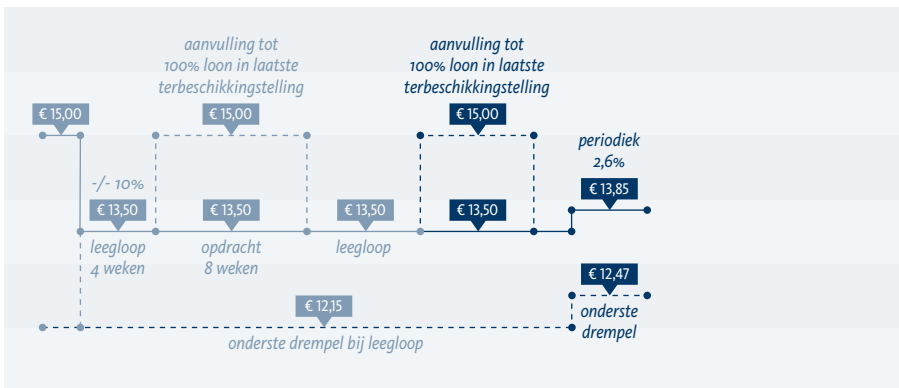 aanvulling tot
100% loon in laatste
terbeschikkingstelling
aanvulling tot
100% loon in laatste
terbeschikkingstelling
€ 15,00
€ 15,00
€ 15,00
periodiek
2,6%
-/- 10%
€ 13,85
€ 13,50
€ 13,50
€ 13,50
€ 13,50
leegloop
4 weken
opdracht
8 weken
leegloop
€ 12,47
€ 12,15
onderste
drempel
onderste drempel bij leegloop